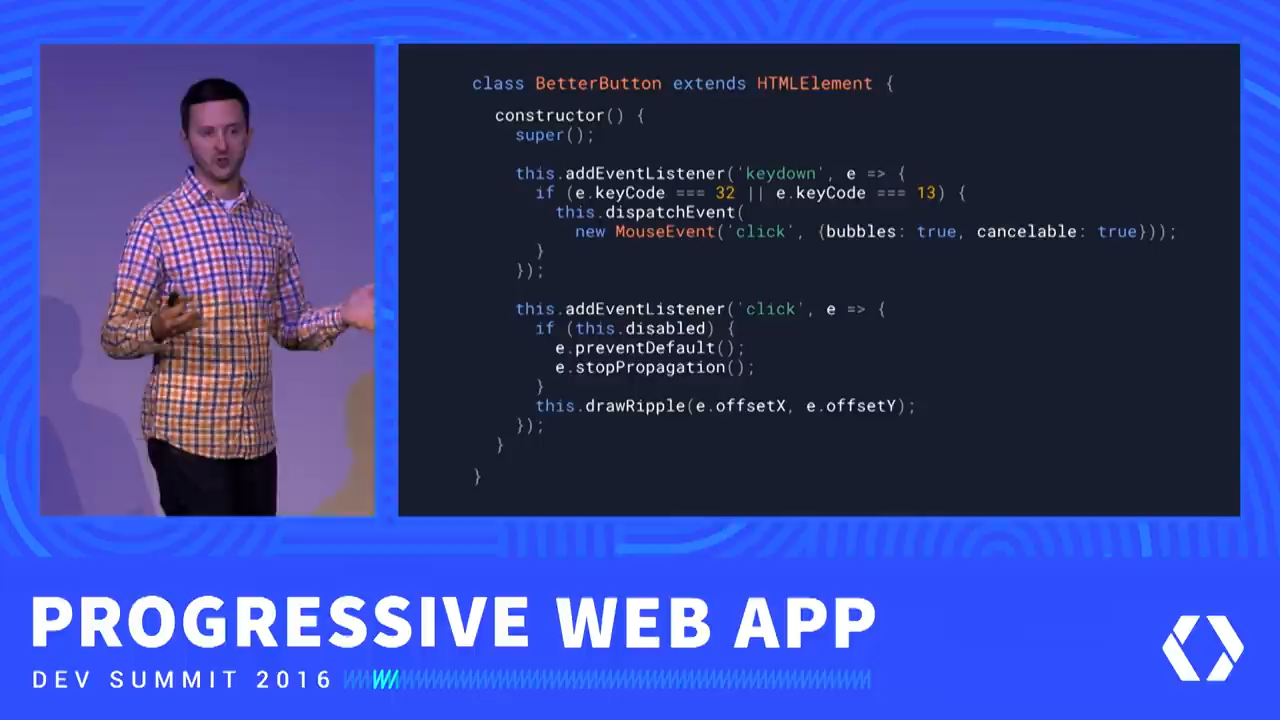 class BetterButton extends HTMLElement {
constructor() {
super();
this.addEventListener('keydown', e => {
if (e.keyCode === 32 || e.keyCode === 13) {
this.dispatchEvent(
new MouseEvent('click', {bubbles: true, cancelable: true}));
}
});
this.addEventListener('click', e => {
if (this.disabled) {
e.preventDefault();
e.stopPropagation();
}
this.drawRipple(e.offsetX, e.offsetY);
});
}
}
PROGRESSIVE WEB APP
DEV SUMMIT 2016